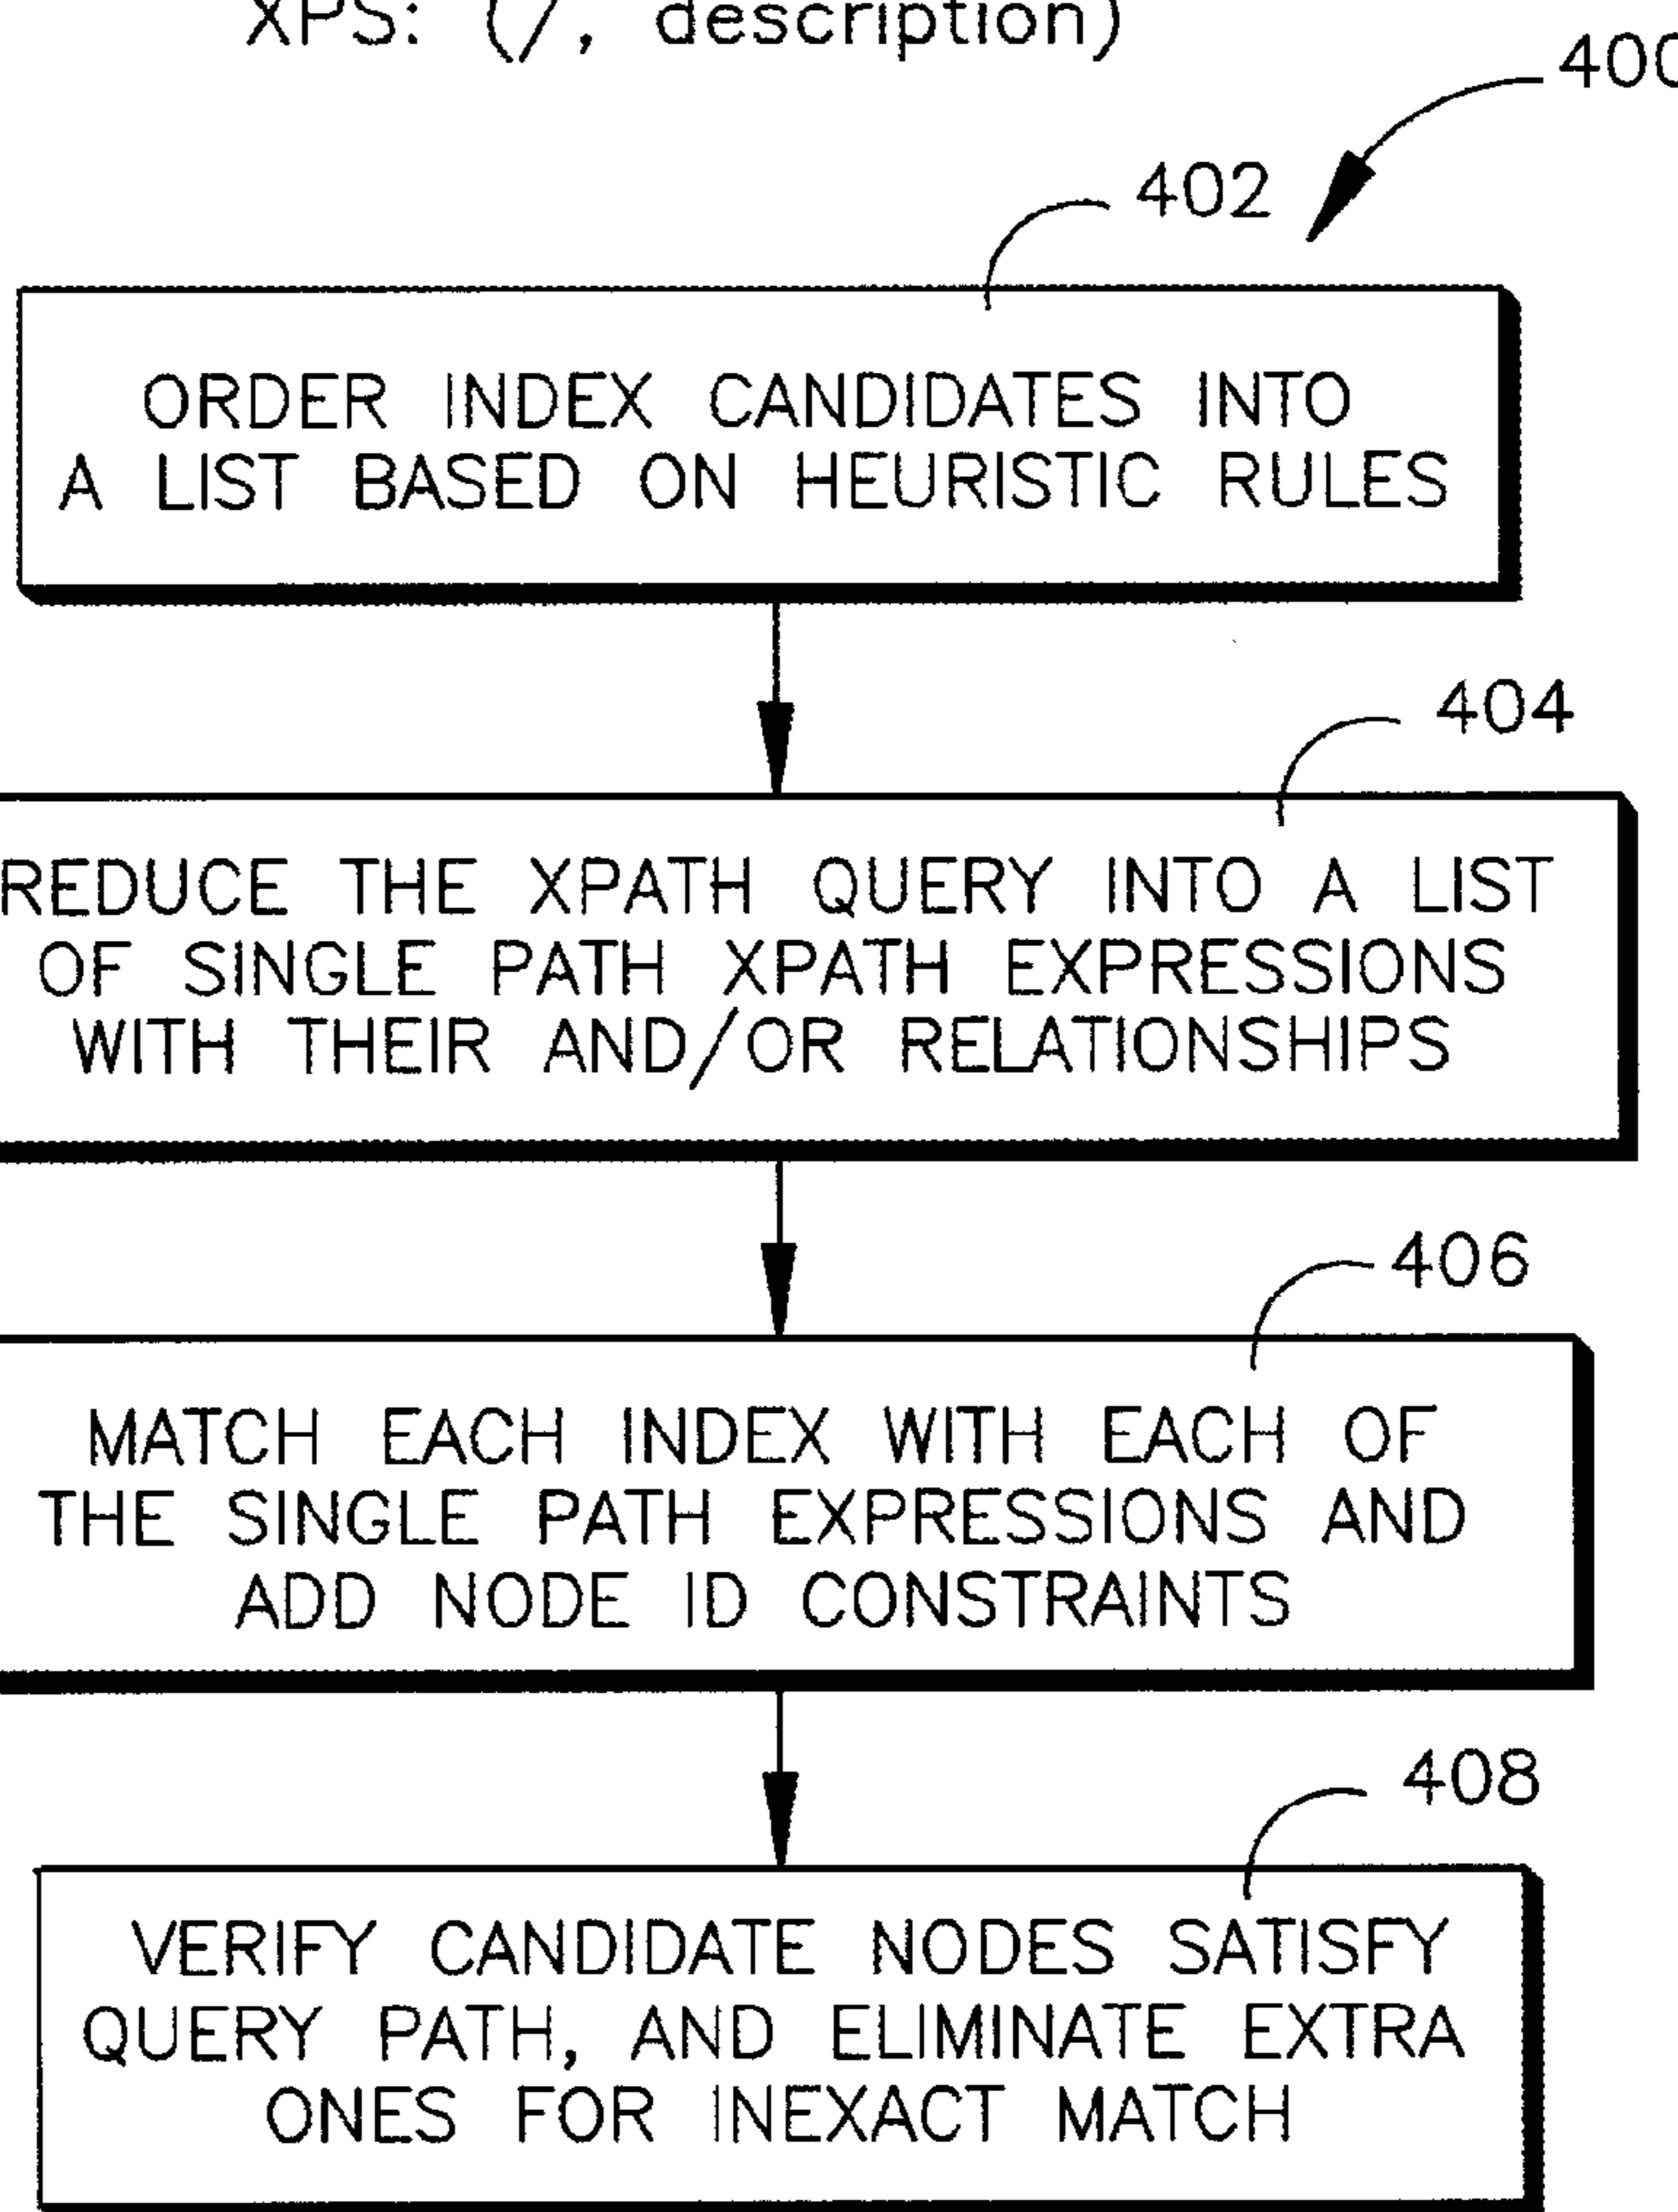 XPS: (/, description)
400
402
ORDER INDEX CANDIDATES INTO
A LIST BASED ON HEURISTIC RULES
404
REDUCE THE XPATH QUERY INTO A LIST
OF SINGLE PATH XPATH EXPRESSIONS
WITH THEIR AND/OR RELATIONSHIPS
406
MATCH EACH INDEX WITH EACH OF
THE SINGLE PATH EXPRESSIONS AND
ADD NODE ID CONSTRAINTS
408
VERIFY CANDIDATE NODES SATISFY
QUERY PATH, AND ELIMINATE EXTRA
ONES FOR INEXACT MATCH